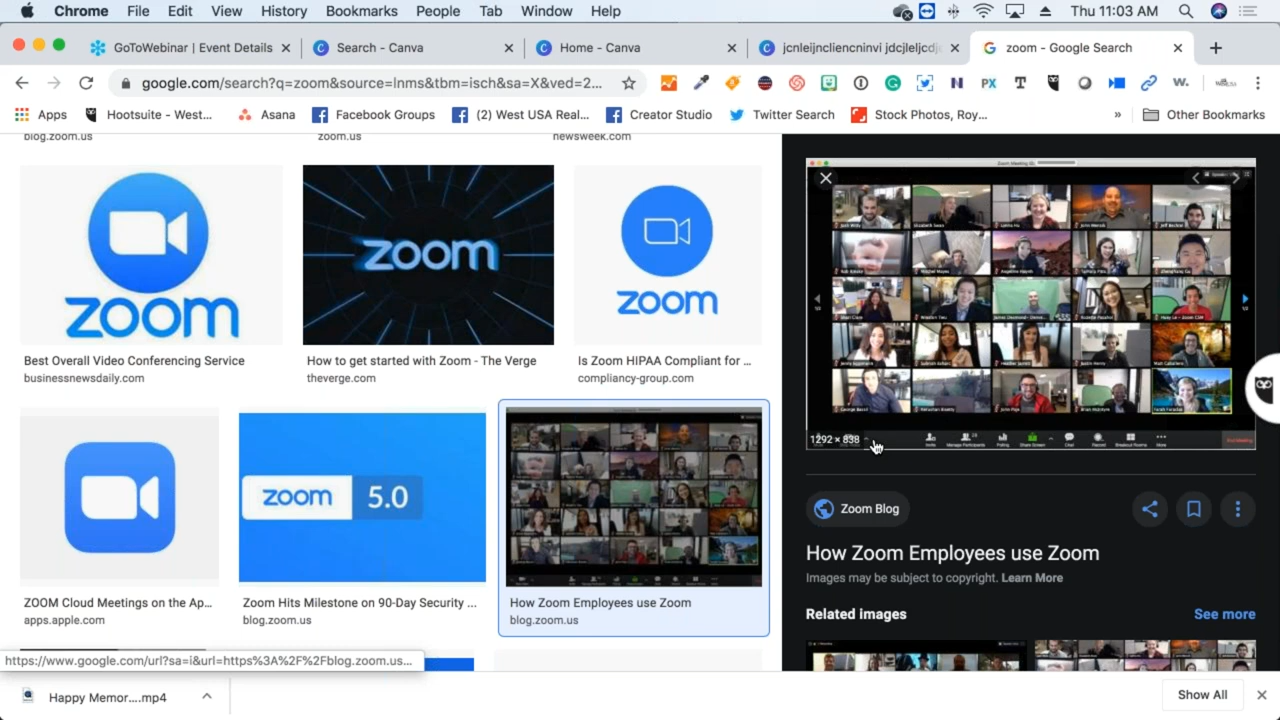 Chrome File Edit View History Bookmarks People Tab Window Help Thu 11:03 AM
GoToWebinar | Event Details
Search - Canva
Home - Canva
jcnleijncliencninvi jdcjleljcdj
zoom - Google Search
google.com/search?q=zoom&source=lnms&tbm=isch&sa=X&ved=2...
Apps Hootsuite - West... Asana Facebook Groups (2) West USA Real... Creator Studio Twitter Search Stock Photos, Roy... » Other Bookmarks
blog.zoom.us zoom.us newsweek.com
zoom
zoom
zoom
Best Overall Video Conferencing Service
businessnewsdaily.com
How to get started with Zoom - The Verge
theverge.com
Is Zoom HIPAA Compliant for ...
compliancy-group.com
zoom 5.0
ZOOM Cloud Meetings on the Ap...
apps.apple.com
Zoom Hits Milestone on 90-Day Security ...
blog.zoom.us
How Zoom Employees use Zoom
blog.zoom.us
1292 × 838
Zoom Blog
How Zoom Employees use Zoom
Images may be subject to copyright. Learn More
Related images See more
https://www.google.com/url?sa=i&url=https%3A%2F%2Fblog.zoom.us...
Happy Memor....mp4
Show All